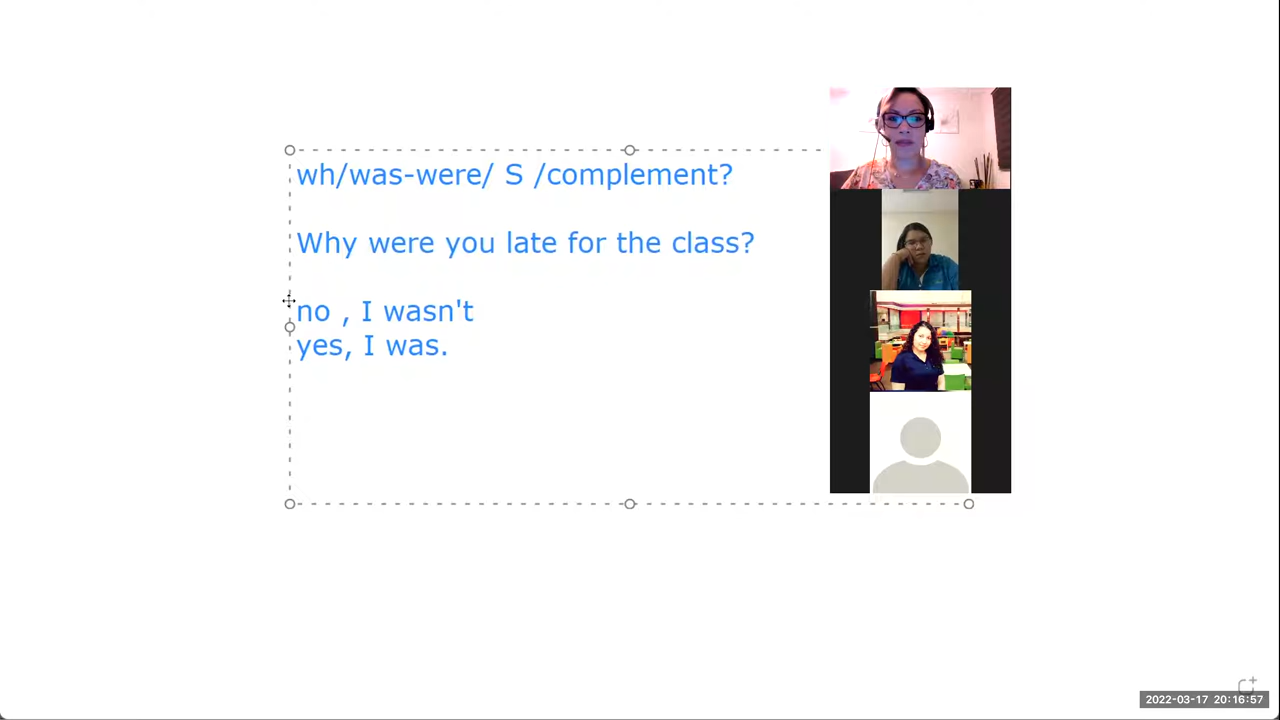 wh/was-were/ S /complement?
Why were you late for the class?
no , I wasn't
yes, I was.
2022-03-17 20:16:57